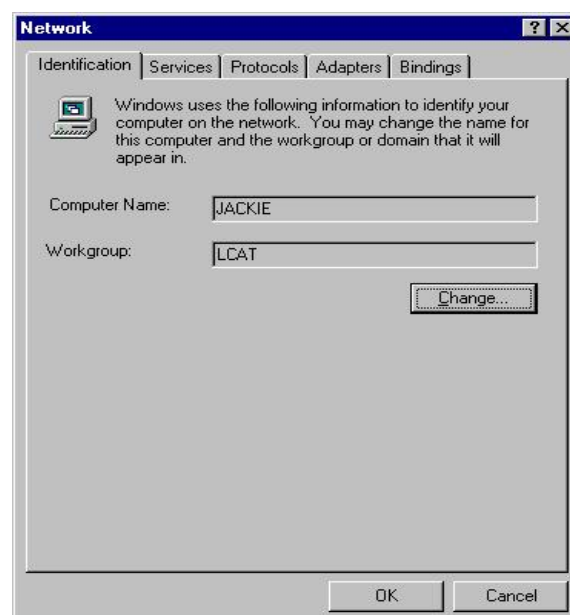 Network
Identification Services Protocols Adapters Bindings
Windows uses the following information to identify your
computer on the network. You may change the name for
this computer and the workgroup or domain that it will
appear in.
Computer Name: JACKIE
Workgroup: LCAT
Change...
OK Cancel